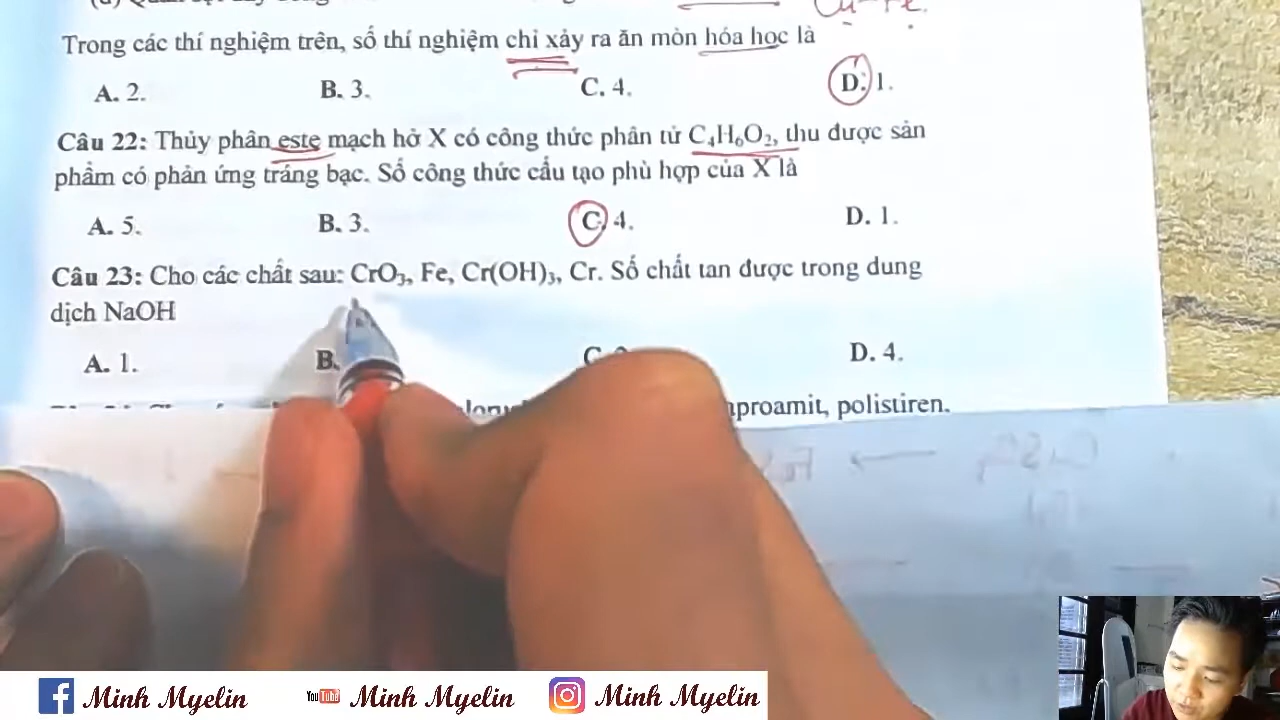 Trong các thí nghiệm trên, số thí nghiệm chỉ xảy ra ăn mòn hóa học là
A. 2. B. 3. C. 4. D. 1.
Câu 22: Thủy phân este mạch hở X có công thức phân tử C₄H₆O₂, thu được sản
phẩm có phản ứng tráng bạc. Số công thức cấu tạo phù hợp của X là
A. 5. B. 3. C. 4. D. 1.
Câu 23: Cho các chất sau: CrO₃, Fe, Cr(OH)₃, Cr. Số chất tan được trong dung
dịch NaOH
A. 1. B. D. 4.
polistiren.
Minh Myelin YouTube Minh Myelin Minh Myelin